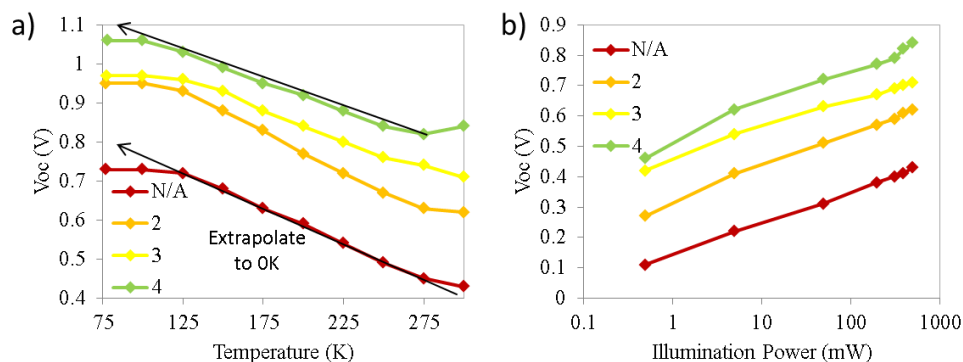 a)
1.1
1
0.9
0.8
0.7
0.6
0.5
0.4
Voc (V)
N/A
2
3
4
Extrapolate
to 0K
75 125 175 225 275
Temperature (K)
b)
0.9
0.8
0.7
0.6
0.5
0.4
0.3
0.2
0.1
0
Voc (V)
N/A
2
3
4
0.1 1 10 100 1000
Illumination Power (mW)